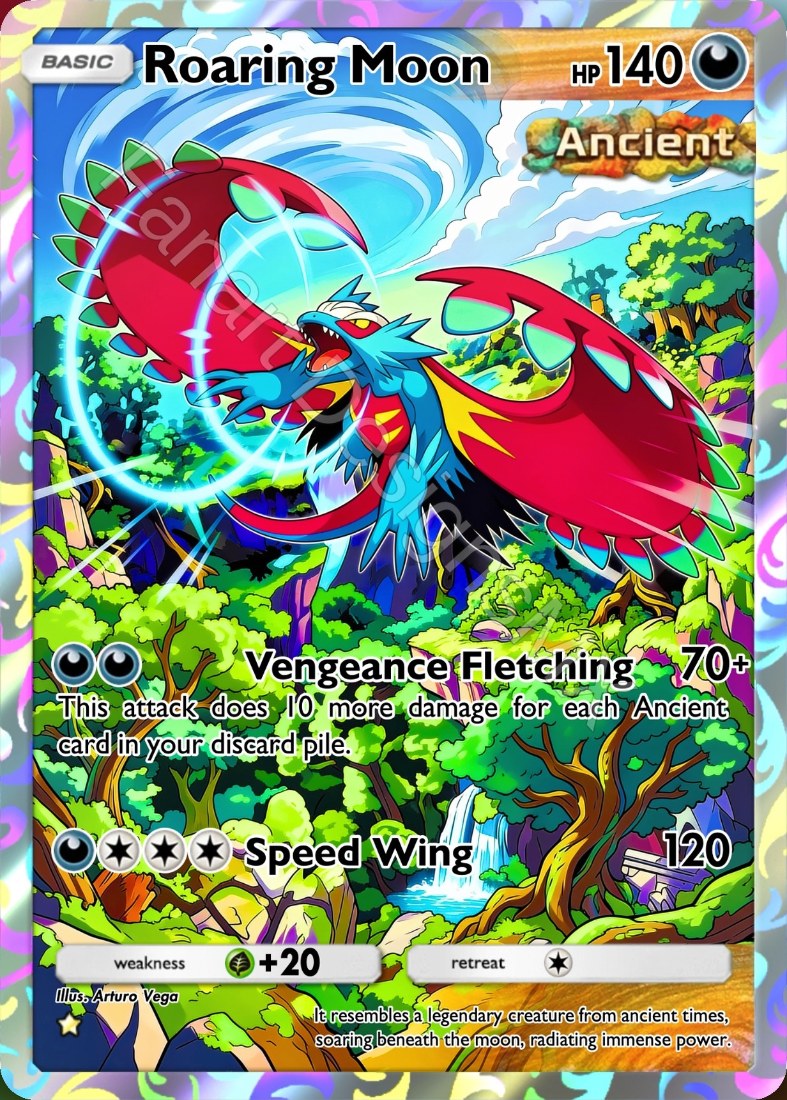 BASIC Roaring Moon HP 140
Ancient
Vengeance Fletching 70+
This attack does 10 more damage for each Ancient
card in your discard pile.
Speed Wing 120
weakness +20 retreat
Illus. Arturo Vega
It resembles a legendary creature from ancient times,
soaring beneath the moon, radiating immense power.